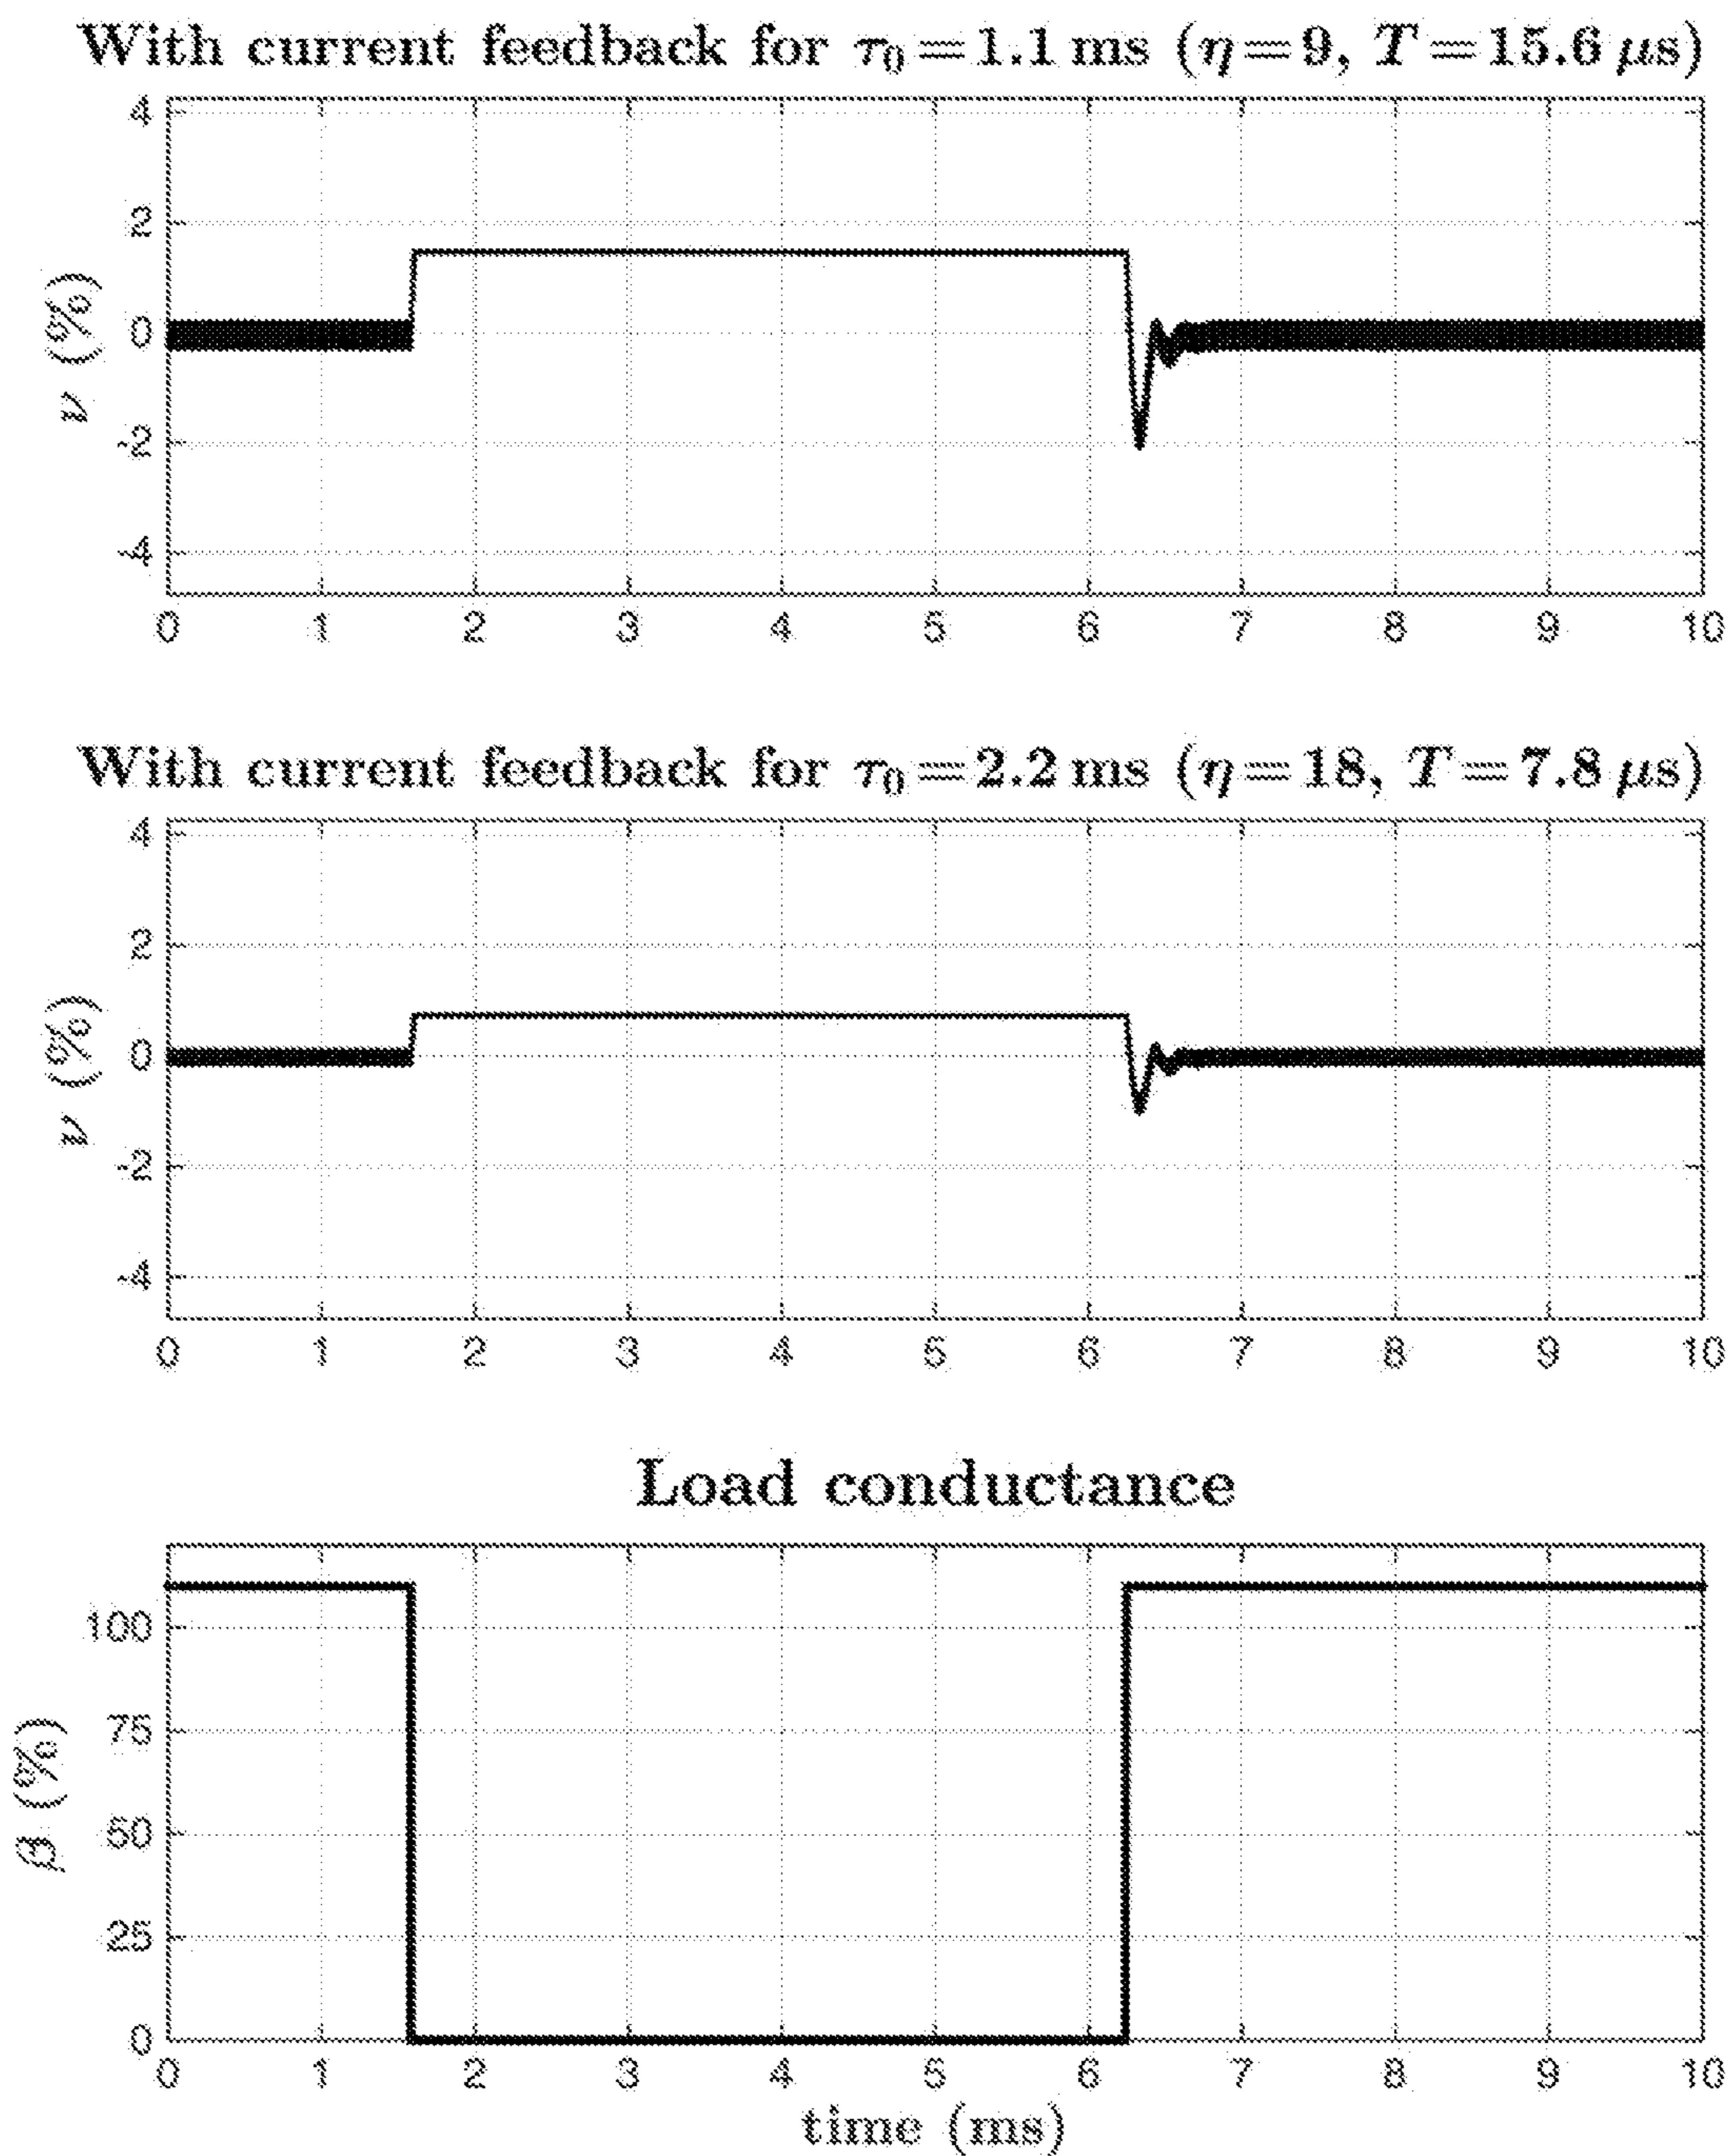 With current feedback for τ₀ = 1.1 ms (η = 9, T = 15.6 μs)
4
2
0
-2
-4
ν (%)
0 1 2 3 4 5 6 7 8 9 10
With current feedback for τ₀ = 2.2 ms (η = 18, T = 7.8 μs)
4
2
0
-2
-4
ν (%)
0 1 2 3 4 5 6 7 8 9 10
Load conductance
100
75
50
25
0
β (%)
0 1 2 3 4 5 6 7 8 9 10
time (ms)